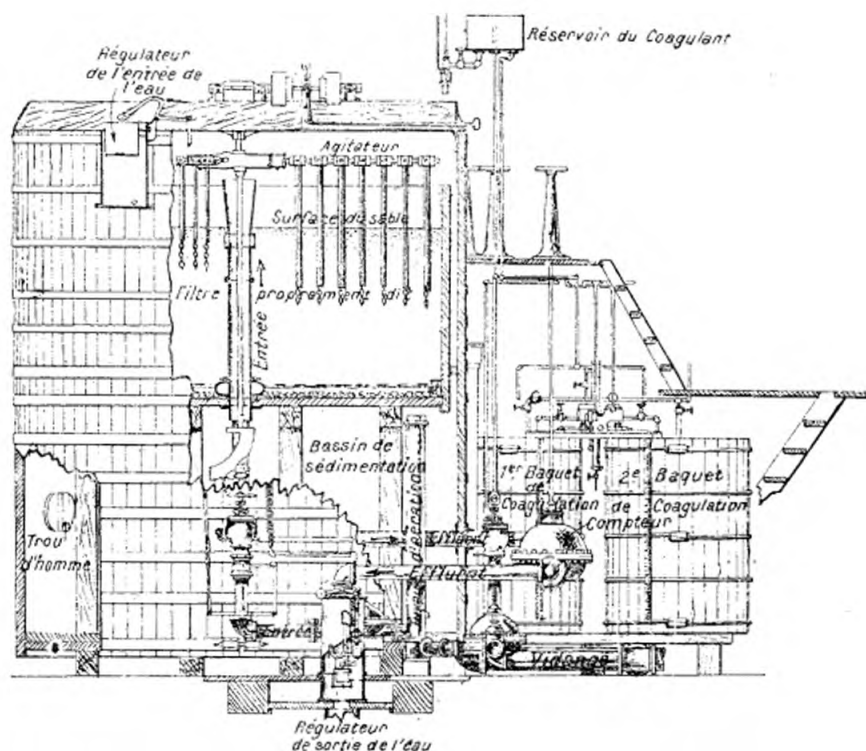 Régulateur
de l'entrée de
l'eau
Réservoir du Coagulant
Agitateur
Surface du sable
Filtre proprement dit
Entrée
Bassin de
sédimentation
d'aération
1er Baquet
de
Coagulation
2e Baquet
de Coagulation
Compteur
Trou
d'homme
Effluent
Effluent
Entrée
Vidange
Régulateur
de sortie de l'eau